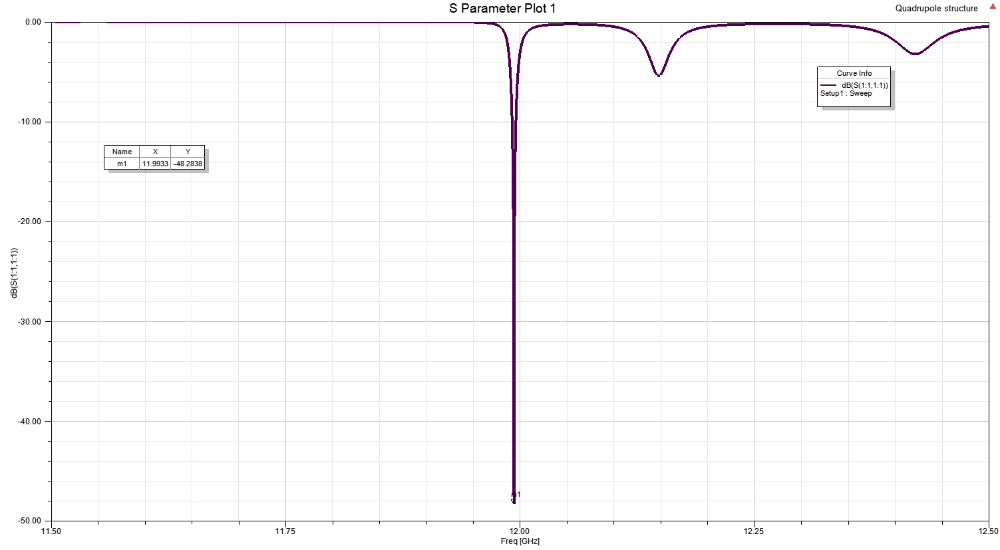 S Parameter Plot 1
Quadrupole structure
0.00
-10.00
-20.00
-30.00
-40.00
-50.00
dB(S(1:1,1:1))
Name X Y
m1 11.9933 -48.2838
Curve Info
dB(S(1:1,1:1))
Setup1 : Sweep
m1
11.50 11.75 12.00 12.25 12.50
Freq [GHz]